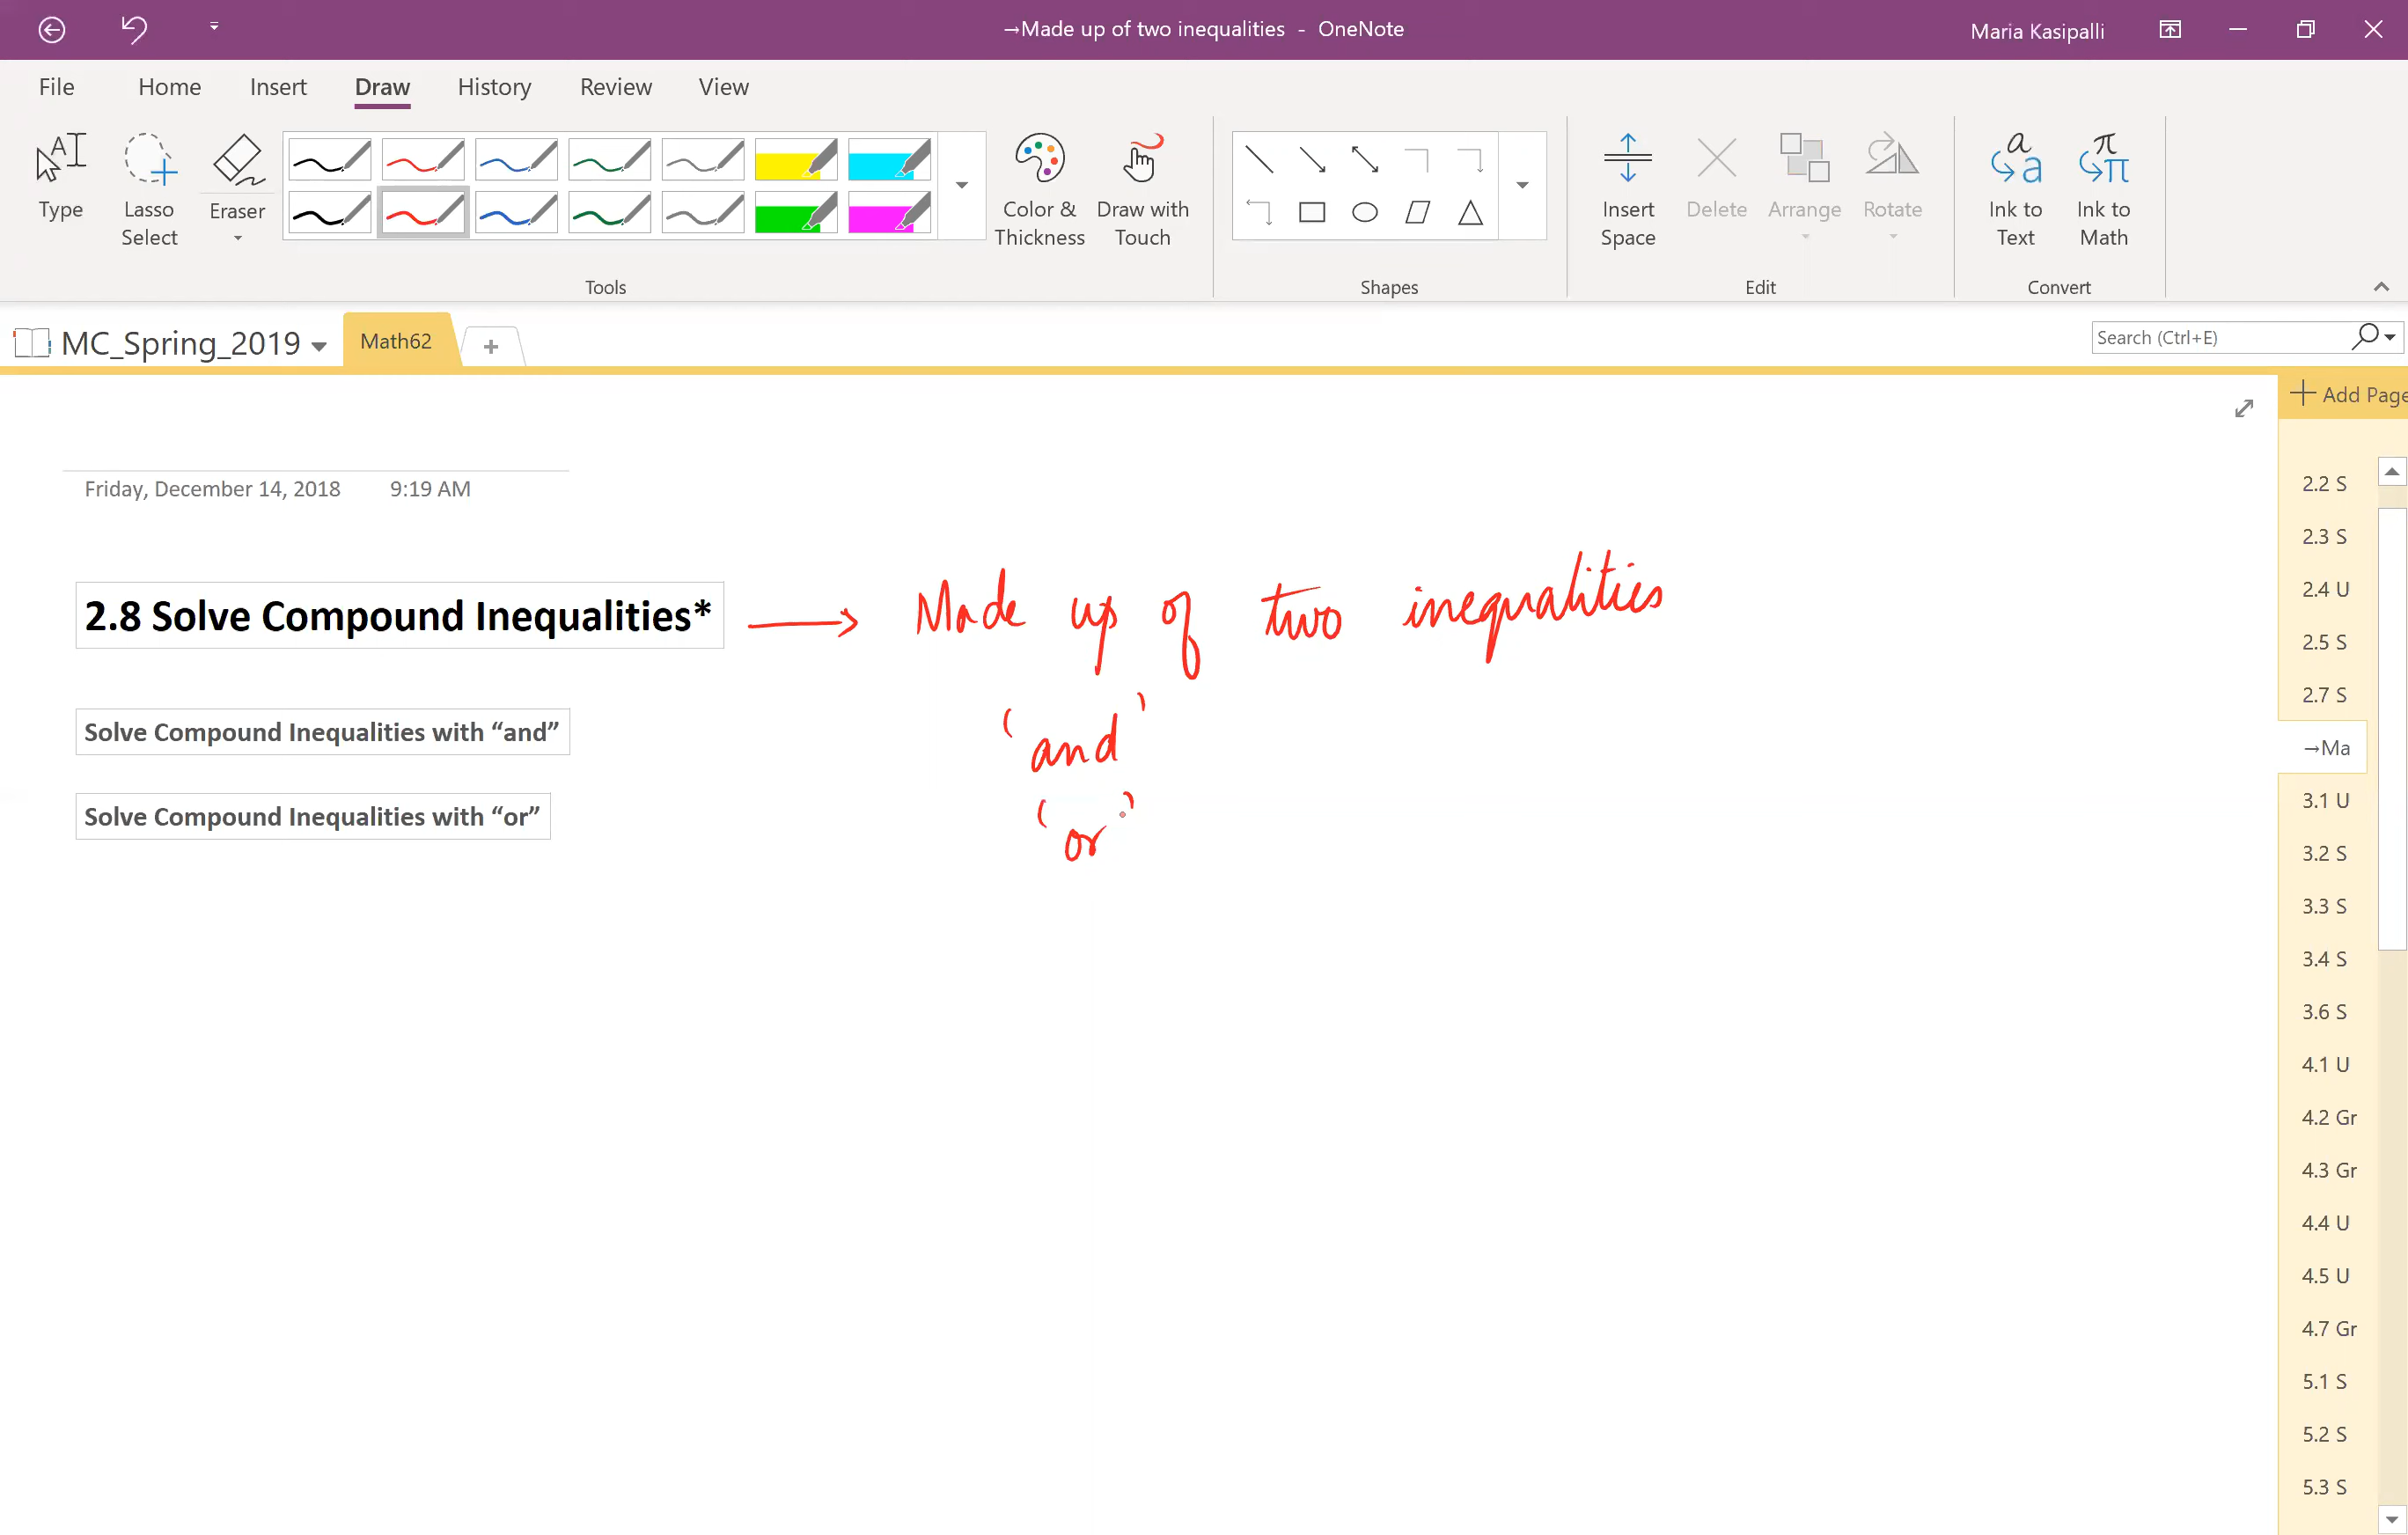 →Made up of two inequalities - OneNote
Maria Kasipalli
File Home Insert Draw History Review View
Type
Lasso Select
Eraser
Color & Thickness
Draw with Touch
Insert Space
Delete
Arrange
Rotate
Ink to Text
Ink to Math
Tools
Shapes
Edit
Convert
MC_Spring_2019
Math62
Search (Ctrl+E)
Add Page
Friday, December 14, 2018 9:19 AM
2.8 Solve Compound Inequalities* → Made up of two inequalities
Solve Compound Inequalities with “and”
'and'
Solve Compound Inequalities with “or”
'or'
2.2 S
2.3 S
2.4 U
2.5 S
2.7 S
→Ma
3.1 U
3.2 S
3.3 S
3.4 S
3.6 S
4.1 U
4.2 Gr
4.3 Gr
4.4 U
4.5 U
4.7 Gr
5.1 S
5.2 S
5.3 S